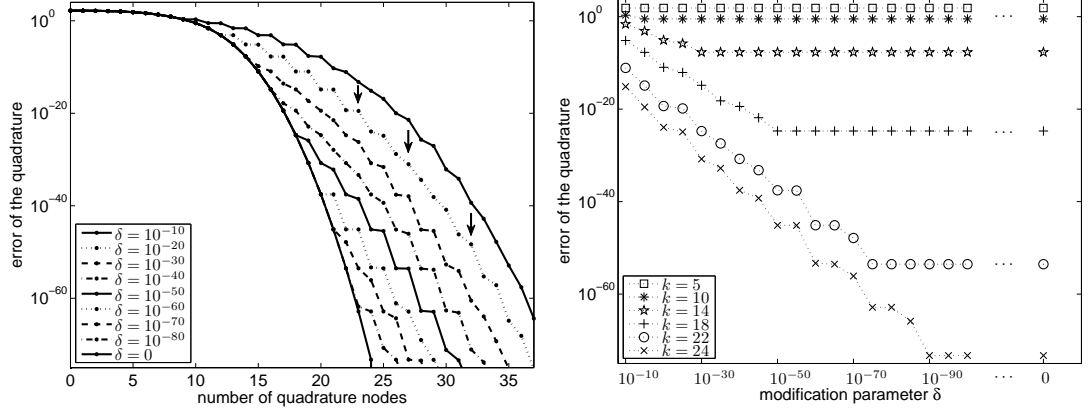 10^0
10^−20
10^−40
10^−60
error of the quadrature
0 5 10 15 20 25 30 35
number of quadrature nodes
δ = 10^−10
δ = 10^−20
δ = 10^−30
δ = 10^−40
δ = 10^−50
δ = 10^−60
δ = 10^−70
δ = 10^−80
δ = 0
10^0
10^−20
10^−40
10^−60
error of the quadrature
...
...
...
...
...
k = 5
k = 10
k = 14
k = 18
k = 22
k = 24
10^−10 10^−30 10^−50 10^−70 10^−90 ... 0
modification parameter δ